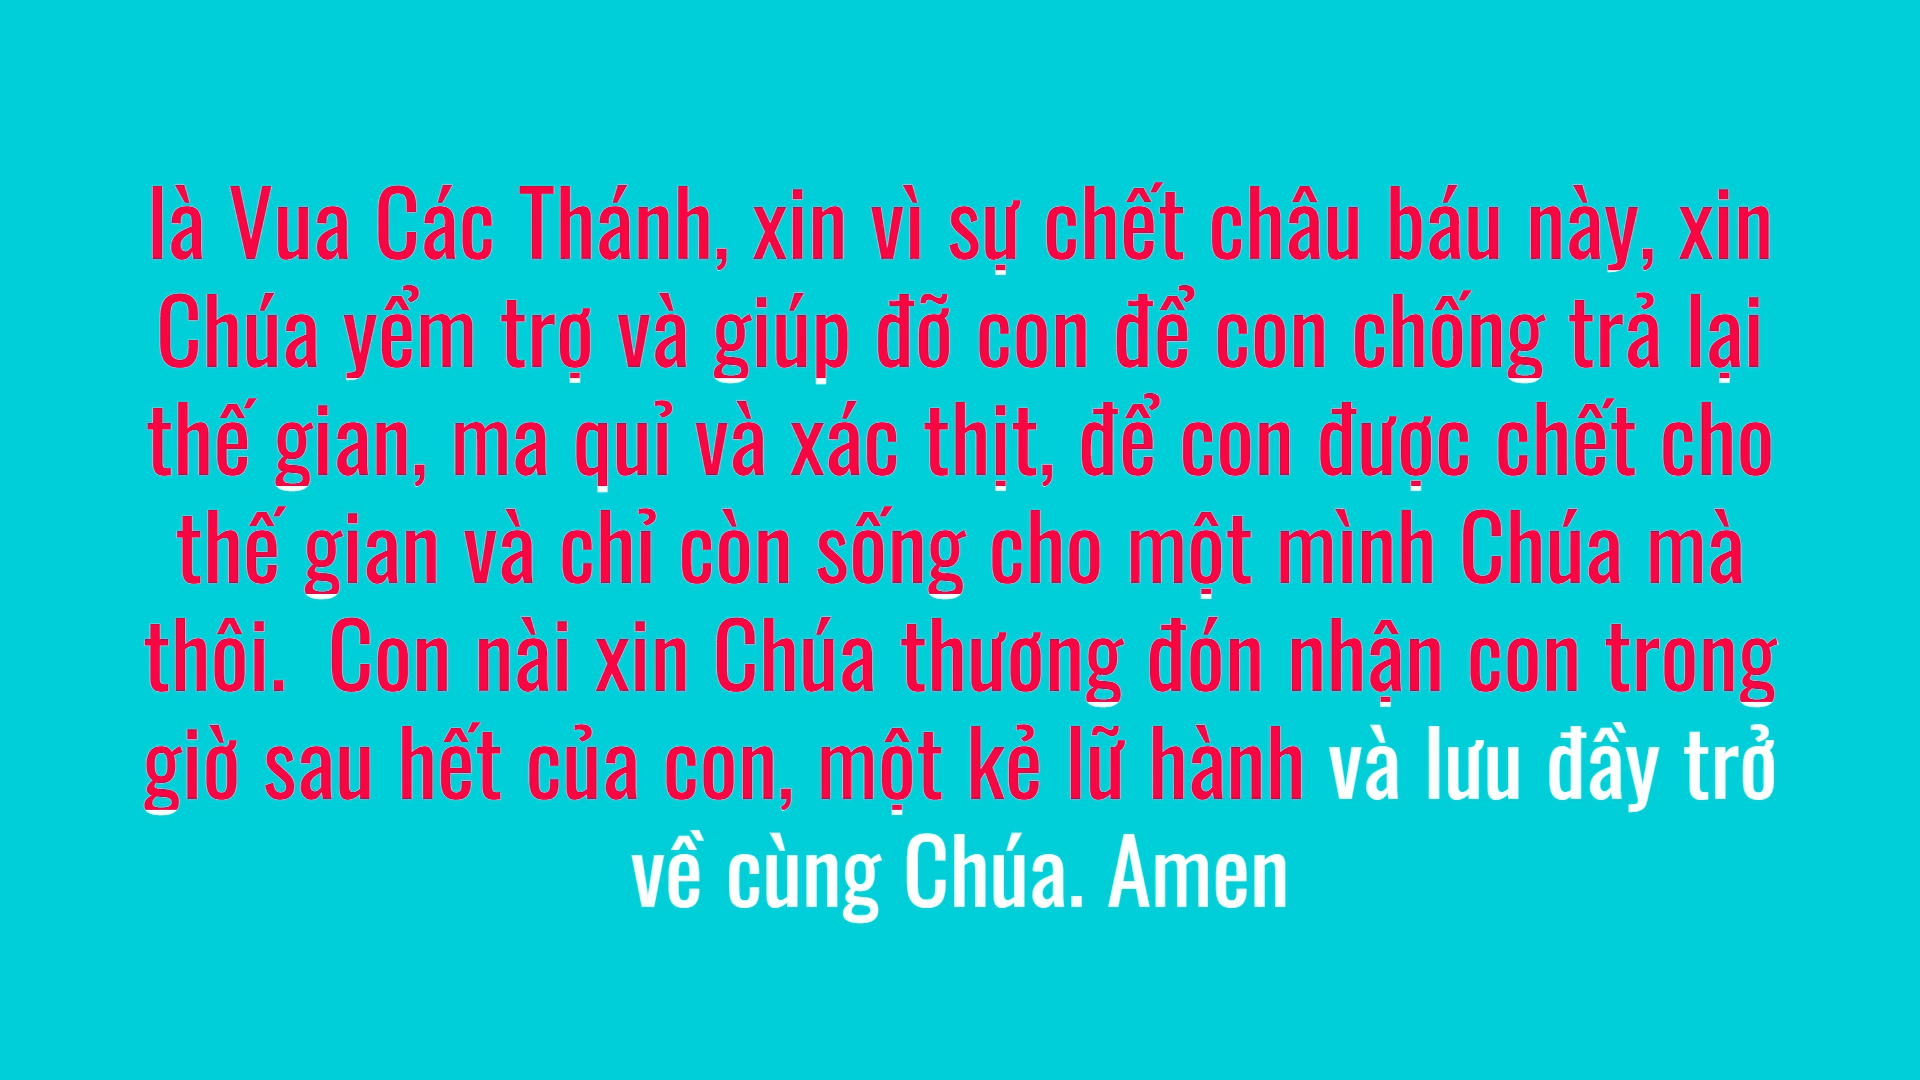 là Vua Các Thánh, xin vì sự chết châu báu này, xin
Chúa yểm trợ và giúp đỡ con để con chống trả lại
thế gian, ma quỉ và xác thịt, để con được chết cho
thế gian và chỉ còn sống cho một mình Chúa mà
thôi.  Con nài xin Chúa thương đón nhận con trong
giờ sau hết của con, một kẻ lữ hành và lưu đầy trở
về cùng Chúa. Amen